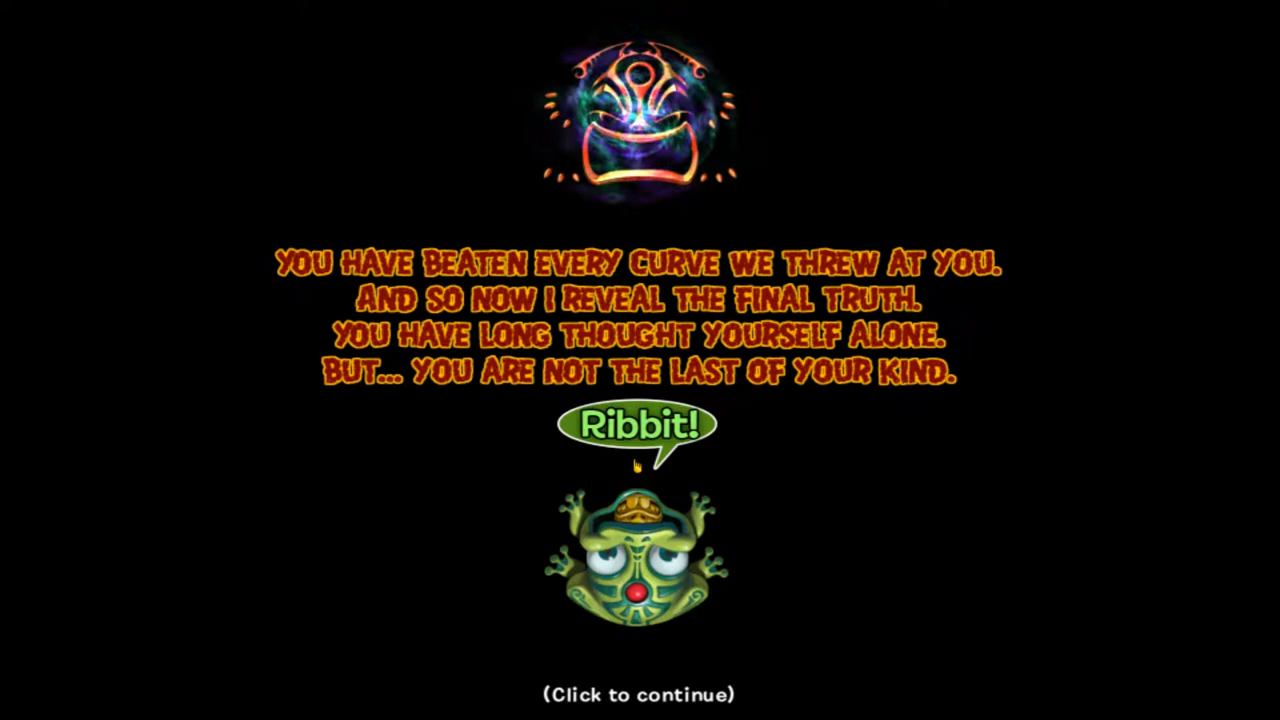 YOU HAVE BEATEN EVERY CURVE WE THREW AT YOU.
AND SO NOW I REVEAL THE FINAL TRUTH.
YOU HAVE LONG THOUGHT YOURSELF ALONE.
BUT... YOU ARE NOT THE LAST OF YOUR KIND.
Ribbit!
(Click to continue)